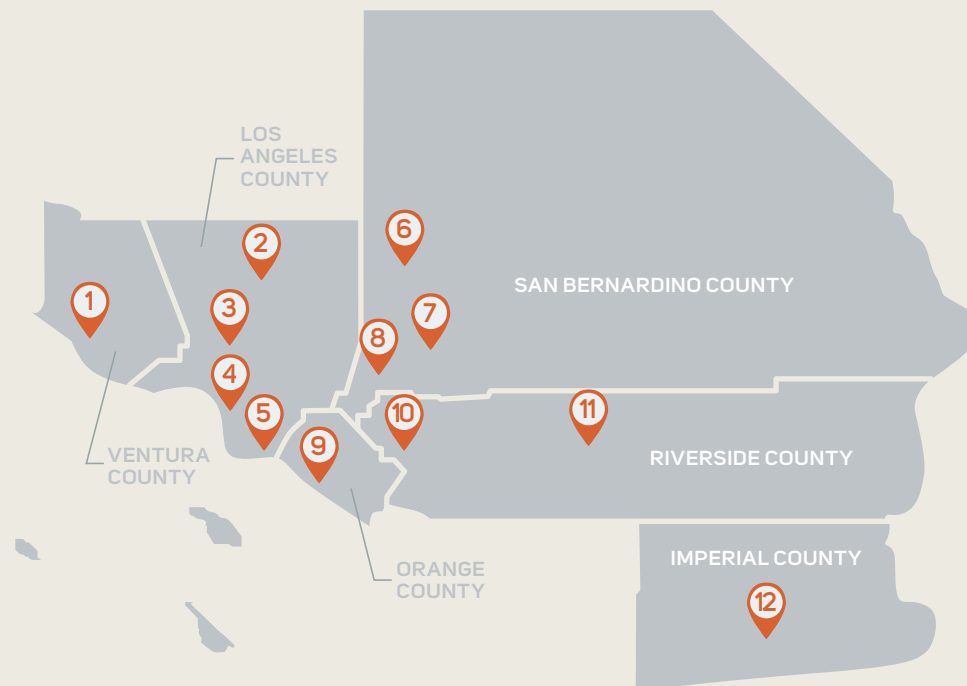 LOS
ANGELES
COUNTY
6
2
SAN BERNARDINO COUNTY
1
3
7
8
4
5
10
11
9
VENTURA
COUNTY
RIVERSIDE COUNTY
IMPERIAL COUNTY
ORANGE
COUNTY
12